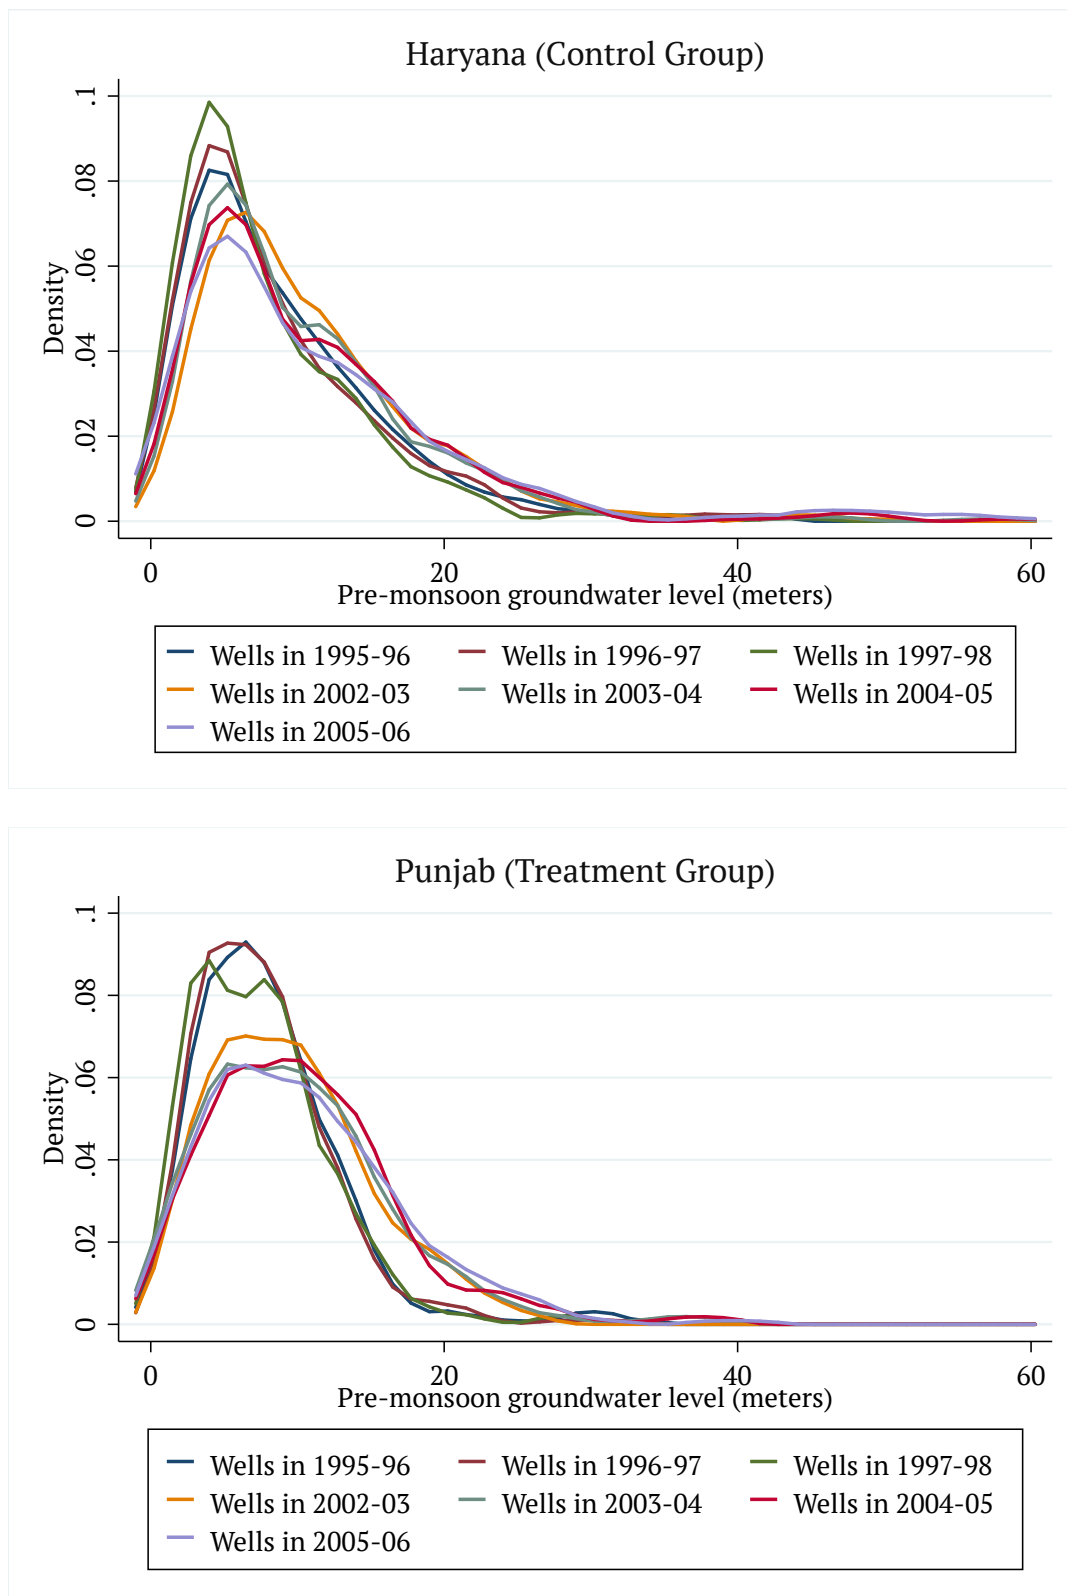 Haryana (Control Group)
Density
.1
.08
.06
.04
.02
0
0 20 40 60
Pre-monsoon groundwater level (meters)
Wells in 1995-96 Wells in 1996-97 Wells in 1997-98
Wells in 2002-03 Wells in 2003-04 Wells in 2004-05
Wells in 2005-06
Punjab (Treatment Group)
Density
.1
.08
.06
.04
.02
0
0 20 40 60
Pre-monsoon groundwater level (meters)
Wells in 1995-96 Wells in 1996-97 Wells in 1997-98
Wells in 2002-03 Wells in 2003-04 Wells in 2004-05
Wells in 2005-06